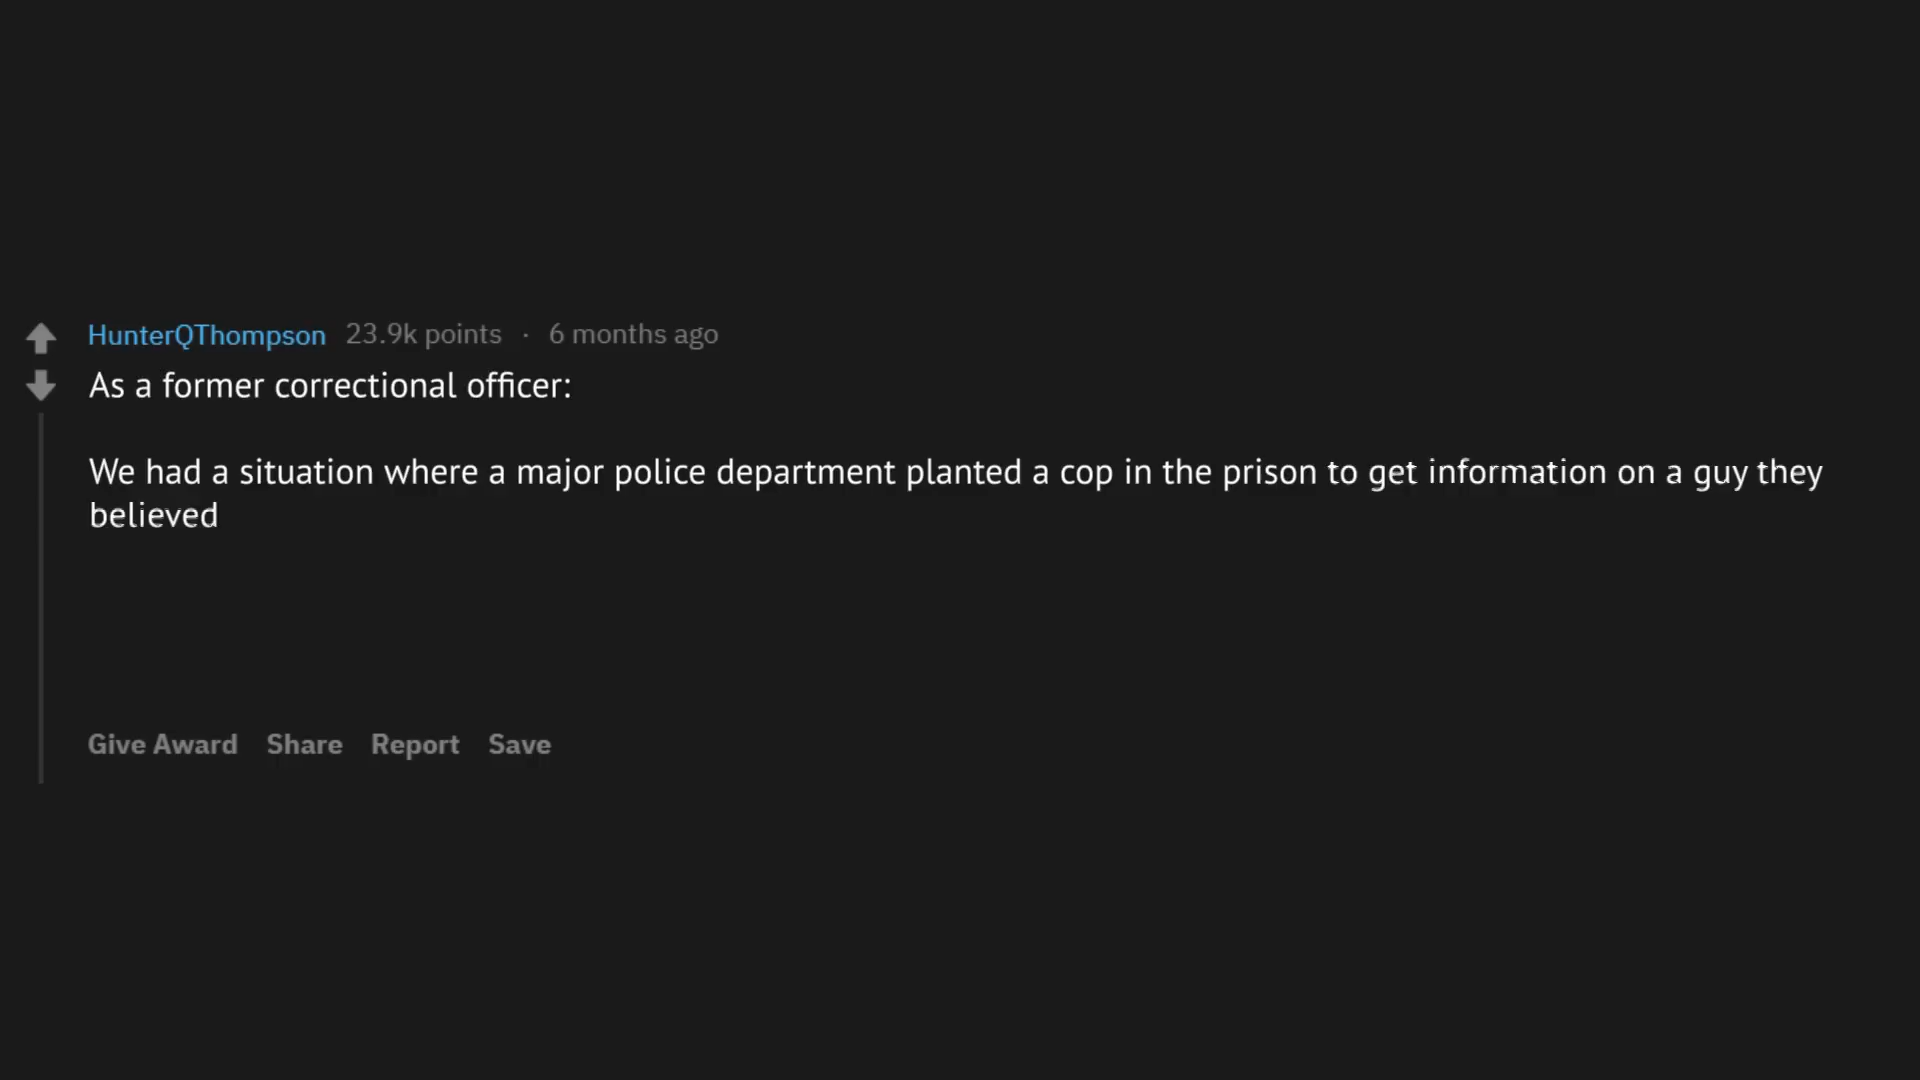 HunterQThompson 23.9k points · 6 months ago
As a former correctional officer:
We had a situation where a major police department planted a cop in the prison to get information on a guy they
believed
Give Award Share Report Save